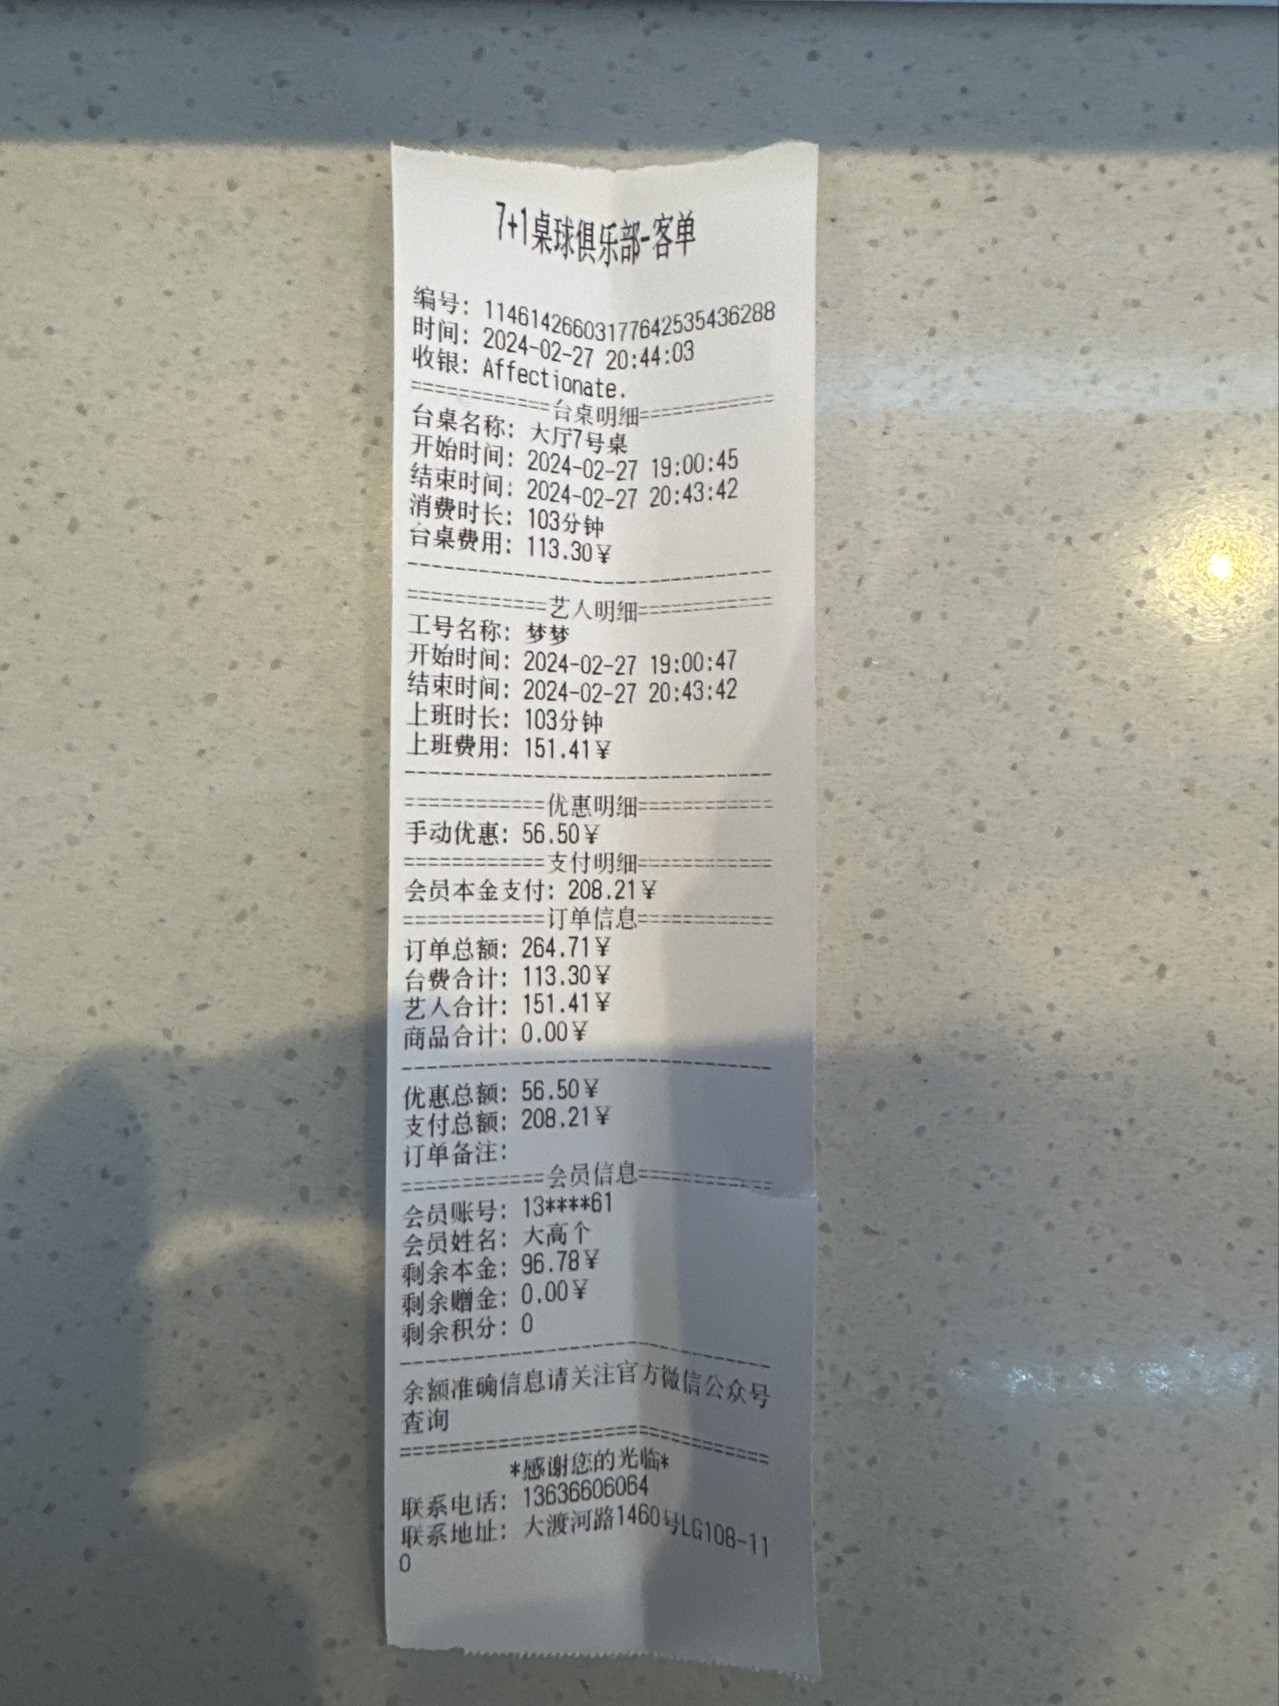 7+1桌球俱乐部-客单
编号: 1146142660317764253543​6288
时间: 2024-02-27 20:44:03
收银: Affectionate.
============台桌明细============
台桌名称: 大厅7号桌
开始时间: 2024-02-27 19:00:45
结束时间: 2024-02-27 20:43:42
消费时长: 103分钟
台桌费用: 113.30¥
--------------------------------
============艺人明细============
工号名称: 梦梦
开始时间: 2024-02-27 19:00:47
结束时间: 2024-02-27 20:43:42
上班时长: 103分钟
上班费用: 151.41¥
--------------------------------
============优惠明细============
手动优惠: 56.50¥
============支付明细============
会员本金支付: 208.21¥
============订单信息============
订单总额: 264.71¥
台费合计: 113.30¥
艺人合计: 151.41¥
商品合计: 0.00¥
--------------------------------
优惠总额: 56.50¥
支付总额: 208.21¥
订单备注:
============会员信息============
会员账号: 13****61
会员姓名: 大高个
剩余本金: 96.78¥
剩余赠金: 0.00¥
剩余积分: 0
--------------------------------
余额准确信息请关注官方微信公众号
查询
================================
*感谢您的光临*
联系电话: 13636606064
联系地址: 大渡河路1460号LG108-11
0